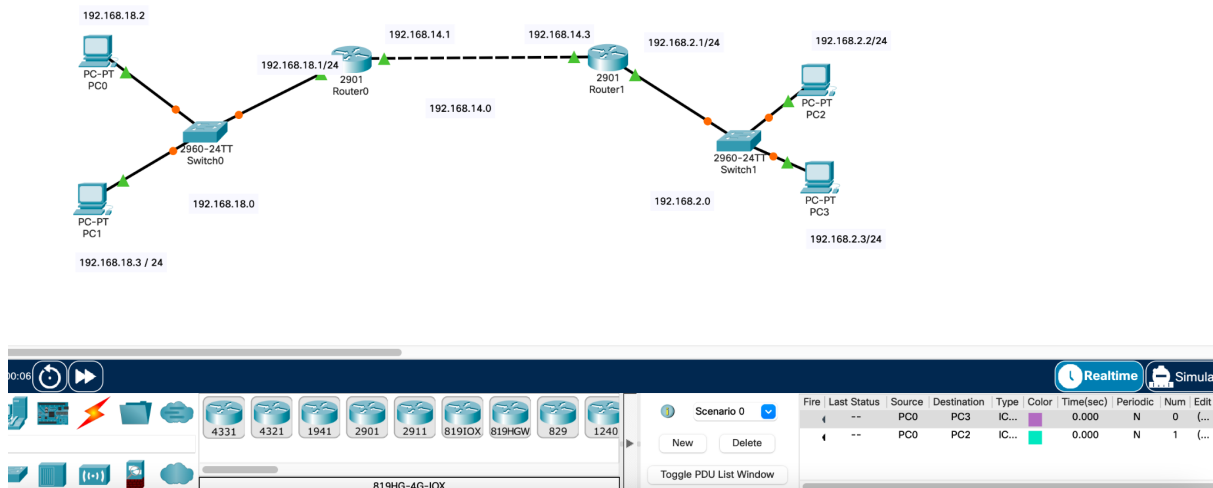 192.168.18.2
192.168.14.1
192.168.14.3
192.168.2.1/24
192.168.2.2/24
192.168.18.1/24
PC-PT
PC0
2901
Router0
2901
Router1
192.168.14.0
PC-PT
PC2
2960-24TT
Switch0
2960-24TT
Switch1
192.168.18.0
192.168.2.0
PC-PT
PC1
PC-PT
PC3
192.168.2.3/24
192.168.18.3 / 24
00:06
Realtime
Simula
4331
4321
1941
2901
2911
819IOX
819HGW
829
1240
819HG-4G-IOX
Scenario 0
New
Delete
Toggle PDU List Window
Fire Last Status Source Destination Type Color Time(sec) Periodic Num Edit
-- PC0 PC3 IC... 0.000 N 0 (...
-- PC0 PC2 IC... 0.000 N 1 (...